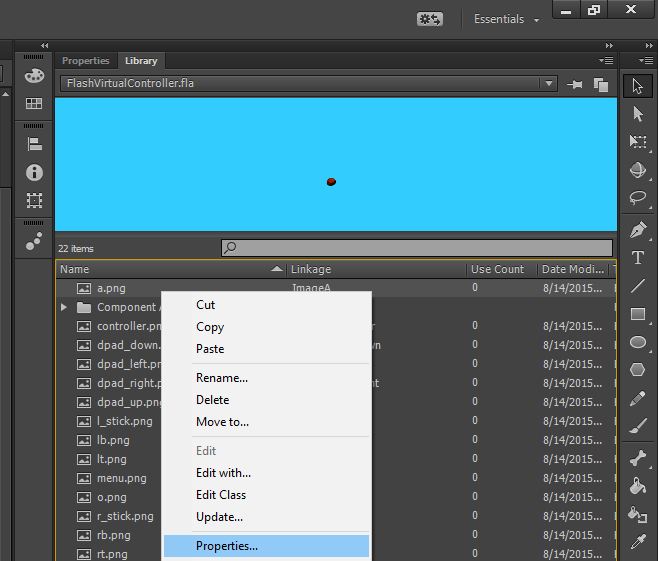 Essentials
Properties Library
FlashVirtualController.fla
22 items
Name Linkage Use Count Date Modi... T
a.png ImageA 0 8/14/2015...
Component A
controller.pn r 0 8/14/2015...
dpad_down. wn 0 8/14/2015...
dpad_left.pn 0 8/14/2015...
dpad_right.p ht 0 8/14/2015...
dpad_up.png 0 8/14/2015...
l_stick.png 0 8/14/2015...
lb.png 0 8/14/2015...
lt.png 0 8/14/2015...
menu.png 0 8/14/2015...
o.png 0 8/14/2015...
r_stick.png 0 8/14/2015...
rb.png 0 8/14/2015...
rt.png 0 8/14/2015...
Cut
Copy
Paste
Rename...
Delete
Move to...
Edit
Edit with...
Edit Class
Update...
Properties...